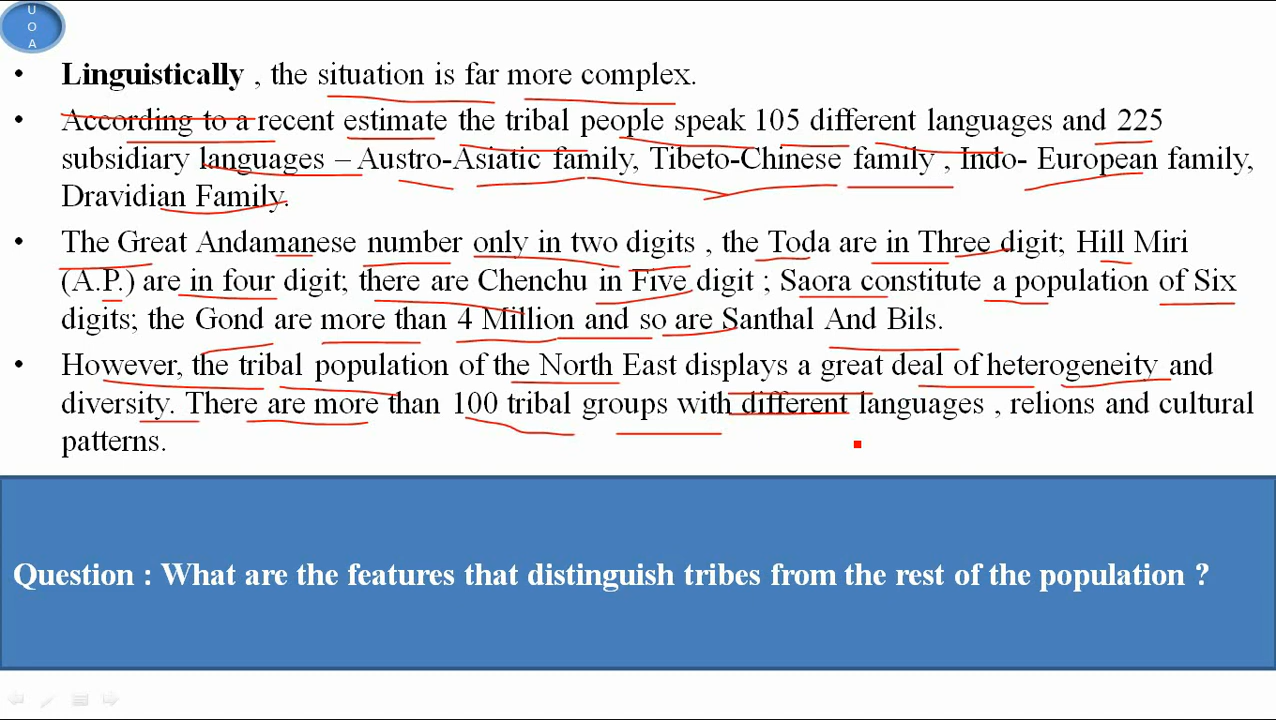 U
O
A
• Linguistically , the situation is far more complex.
• According to a recent estimate the tribal people speak 105 different languages and 225
subsidiary languages – Austro-Asiatic family, Tibeto-Chinese family , Indo- European family,
Dravidian Family.
• The Great Andamanese number only in two digits , the Toda are in Three digit; Hill Miri
(A.P.) are in four digit; there are Chenchu in Five digit ; Saora constitute a population of Six
digits; the Gond are more than 4 Million and so are Santhal And Bils.
• However, the tribal population of the North East displays a great deal of heterogeneity and
diversity. There are more than 100 tribal groups with different languages , relions and cultural
patterns.
Question : What are the features that distinguish tribes from the rest of the population ?